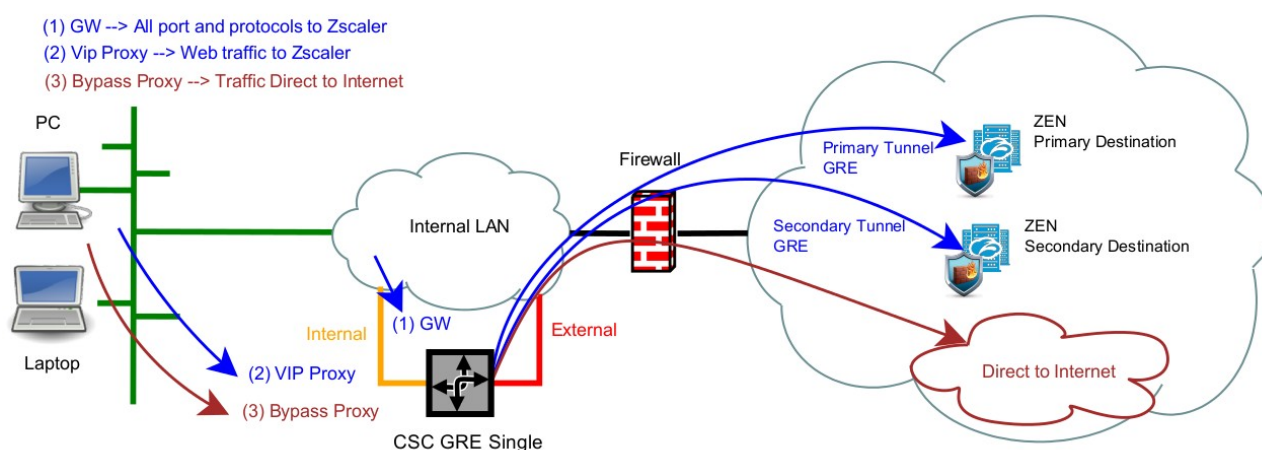 (1) GW --> All port and protocols to Zscaler
(2) Vip Proxy --> Web traffic to Zscaler
(3) Bypass Proxy --> Traffic Direct to Internet
PC
Laptop
Internal LAN
Firewall
Primary Tunnel
GRE
ZEN
Primary Destination
Secondary Tunnel
GRE
ZEN
Secondary Destination
Internal
(1) GW
External
(2) VIP Proxy
(3) Bypass Proxy
CSC GRE Single
Direct to Internet